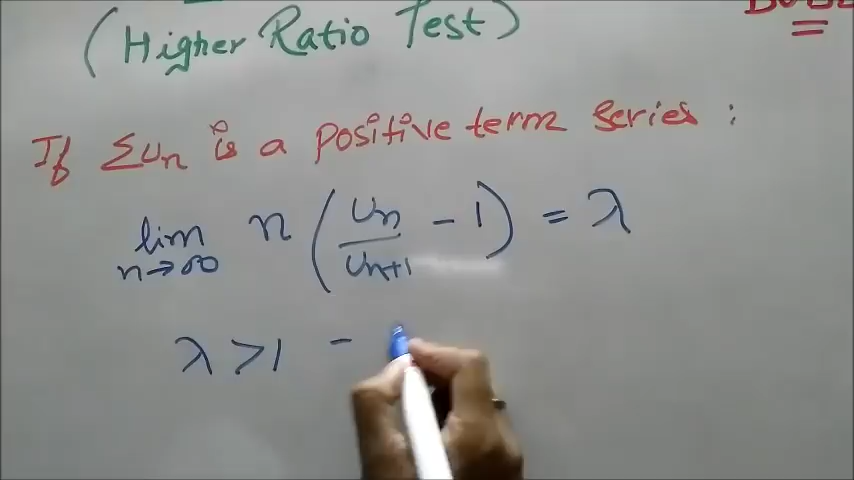 (Higher Ratio Test)
If Σun is a positive term series :
lim n→∞ n (un/un+1 - 1) = λ
λ > 1 -